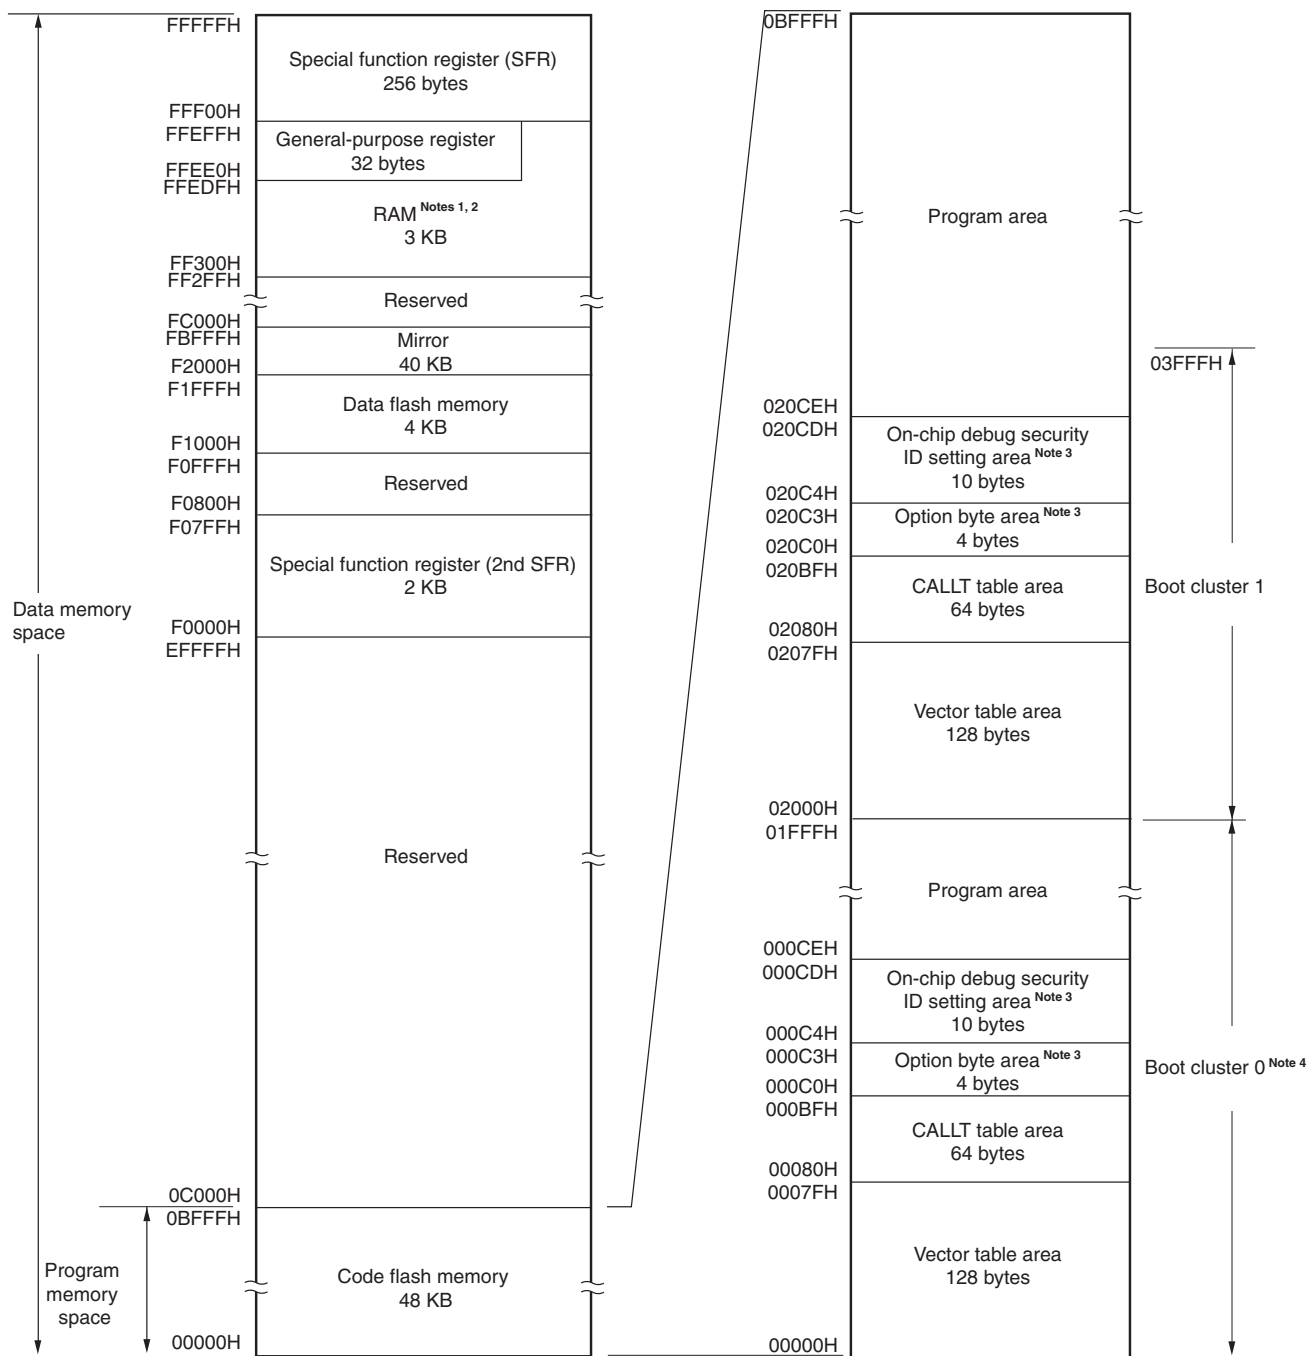 FFFFFH
Special function register (SFR)
256 bytes
FFF00H
FFEFFH
General-purpose register
32 bytes
FFEE0H
FFEDFH
RAM Notes 1, 2
3 KB
FF300H
FF2FFH
Reserved
FC000H
FBFFFH
Mirror
40 KB
F2000H
F1FFFH
Data flash memory
4 KB
F1000H
F0FFFH
Reserved
F0800H
F07FFH
Special function register (2nd SFR)
2 KB
Data memory
space
F0000H
EFFFFH
Reserved
0C000H
0BFFFH
Program
memory
space
Code flash memory
48 KB
00000H
0BFFFH
Program area
03FFFH
020CEH
020CDH
On-chip debug security
ID setting area Note 3
10 bytes
020C4H
020C3H
Option byte area Note 3
4 bytes
020C0H
020BFH
CALLT table area
64 bytes
Boot cluster 1
02080H
0207FH
Vector table area
128 bytes
02000H
01FFFH
Program area
000CEH
000CDH
On-chip debug security
ID setting area Note 3
10 bytes
000C4H
000C3H
Option byte area Note 3
4 bytes
Boot cluster 0 Note 4
000C0H
000BFH
CALLT table area
64 bytes
00080H
0007FH
Vector table area
128 bytes
00000H